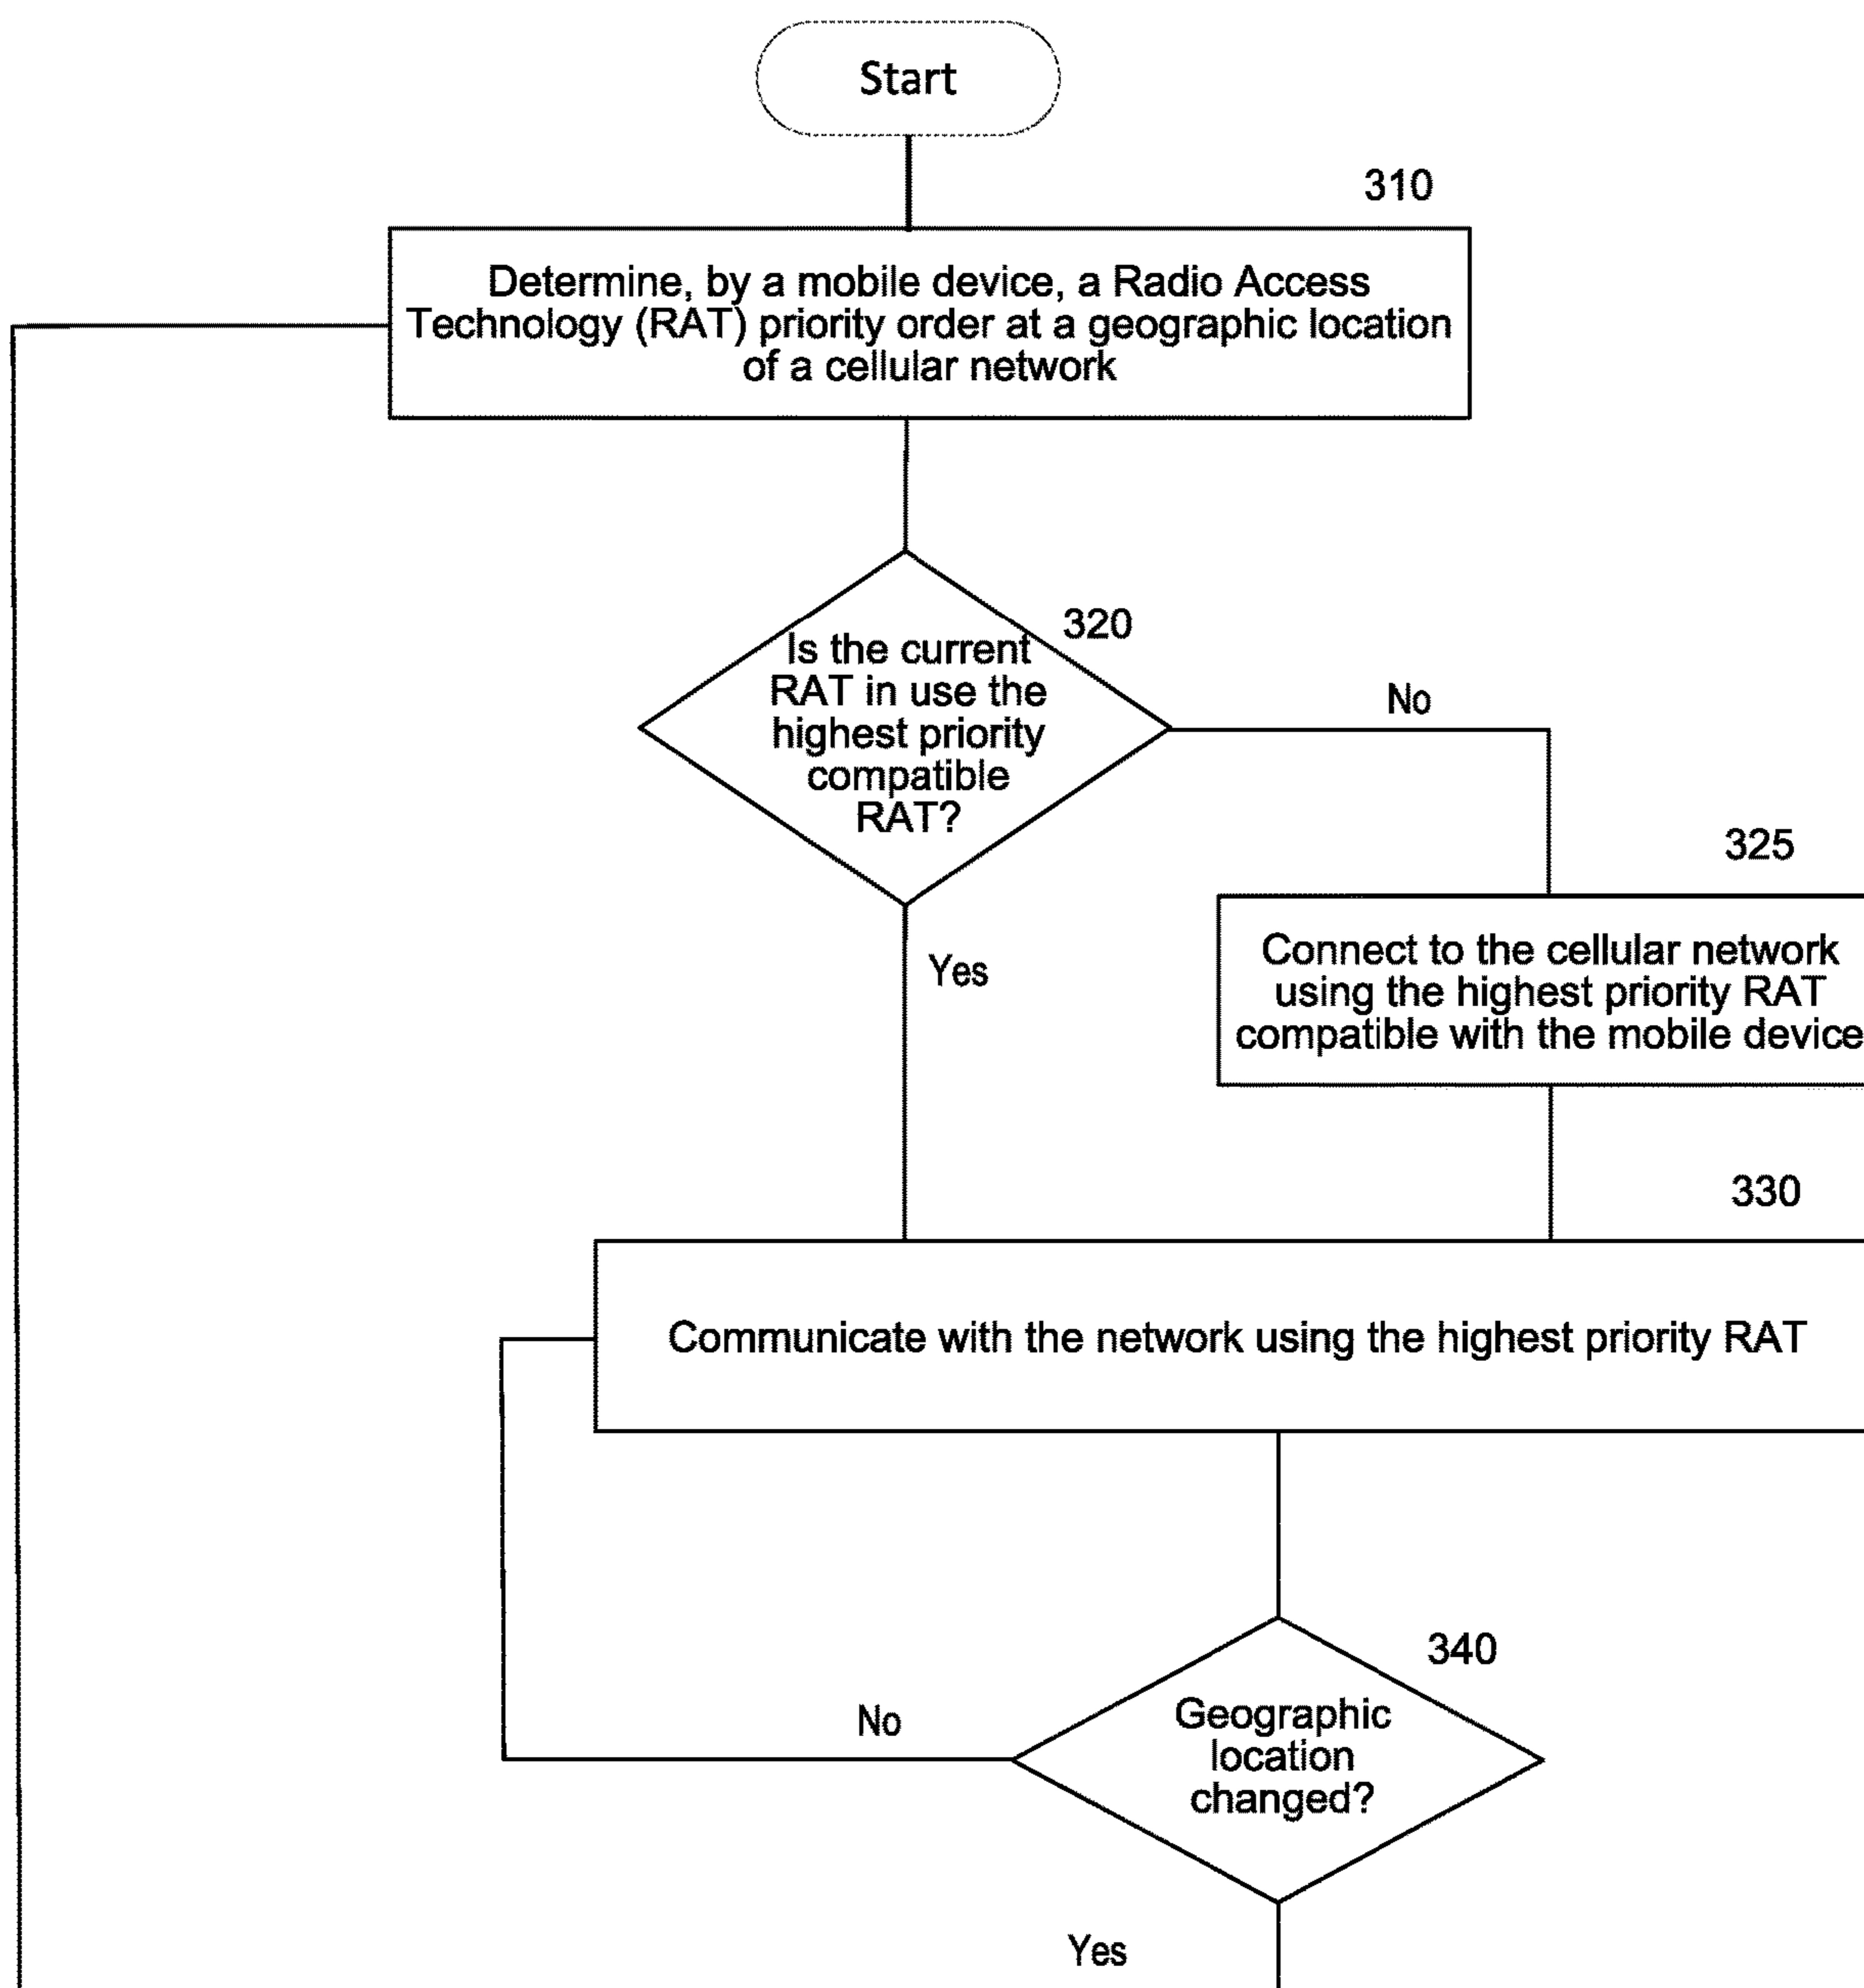 Start
310
Determine, by a mobile device, a Radio Access
Technology (RAT) priority order at a geographic location
of a cellular network
320
Is the current
RAT in use the
highest priority
compatible
RAT?
No
325
Connect to the cellular network
using the highest priority RAT
compatible with the mobile device
Yes
330
Communicate with the network using the highest priority RAT
340
Geographic
location
changed?
No
Yes